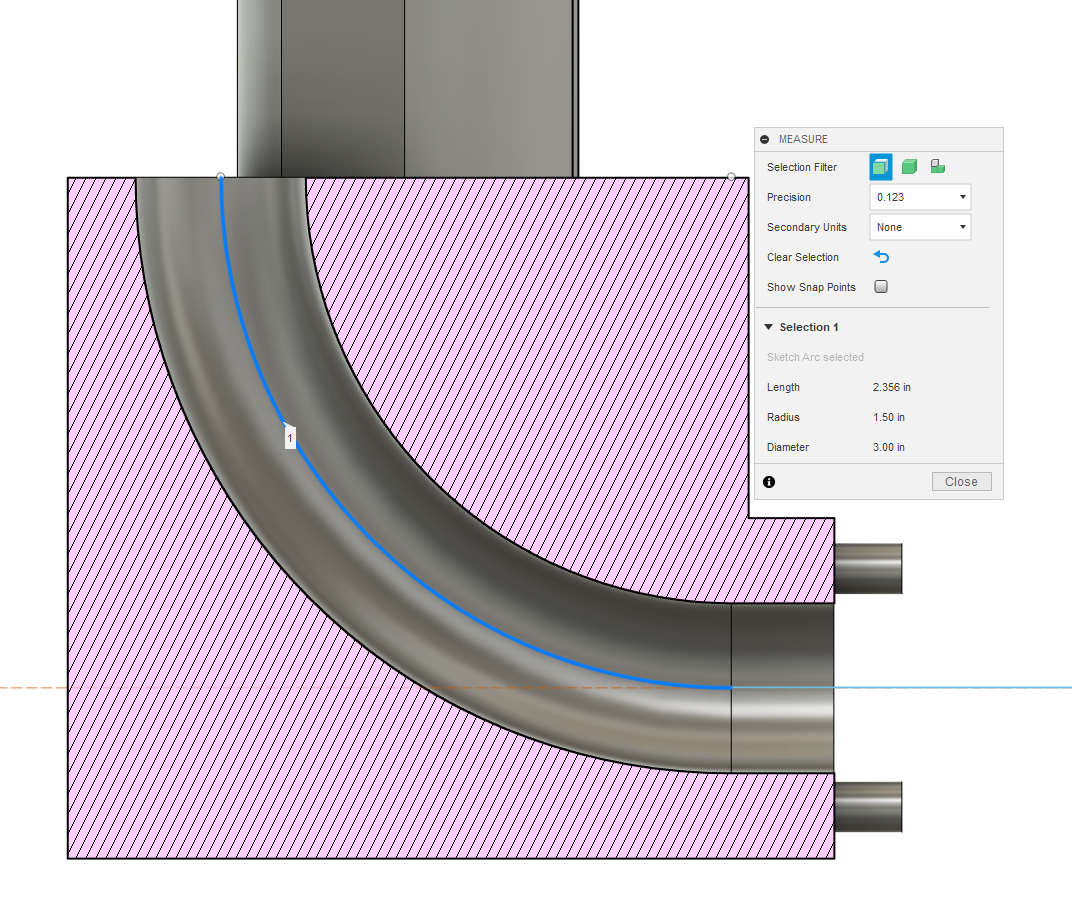 MEASURE
Selection Filter
Precision 0.123
Secondary Units None
Clear Selection
Show Snap Points
Selection 1
Sketch Arc selected
Length 2.356 in
Radius 1.50 in
Diameter 3.00 in
Close
1